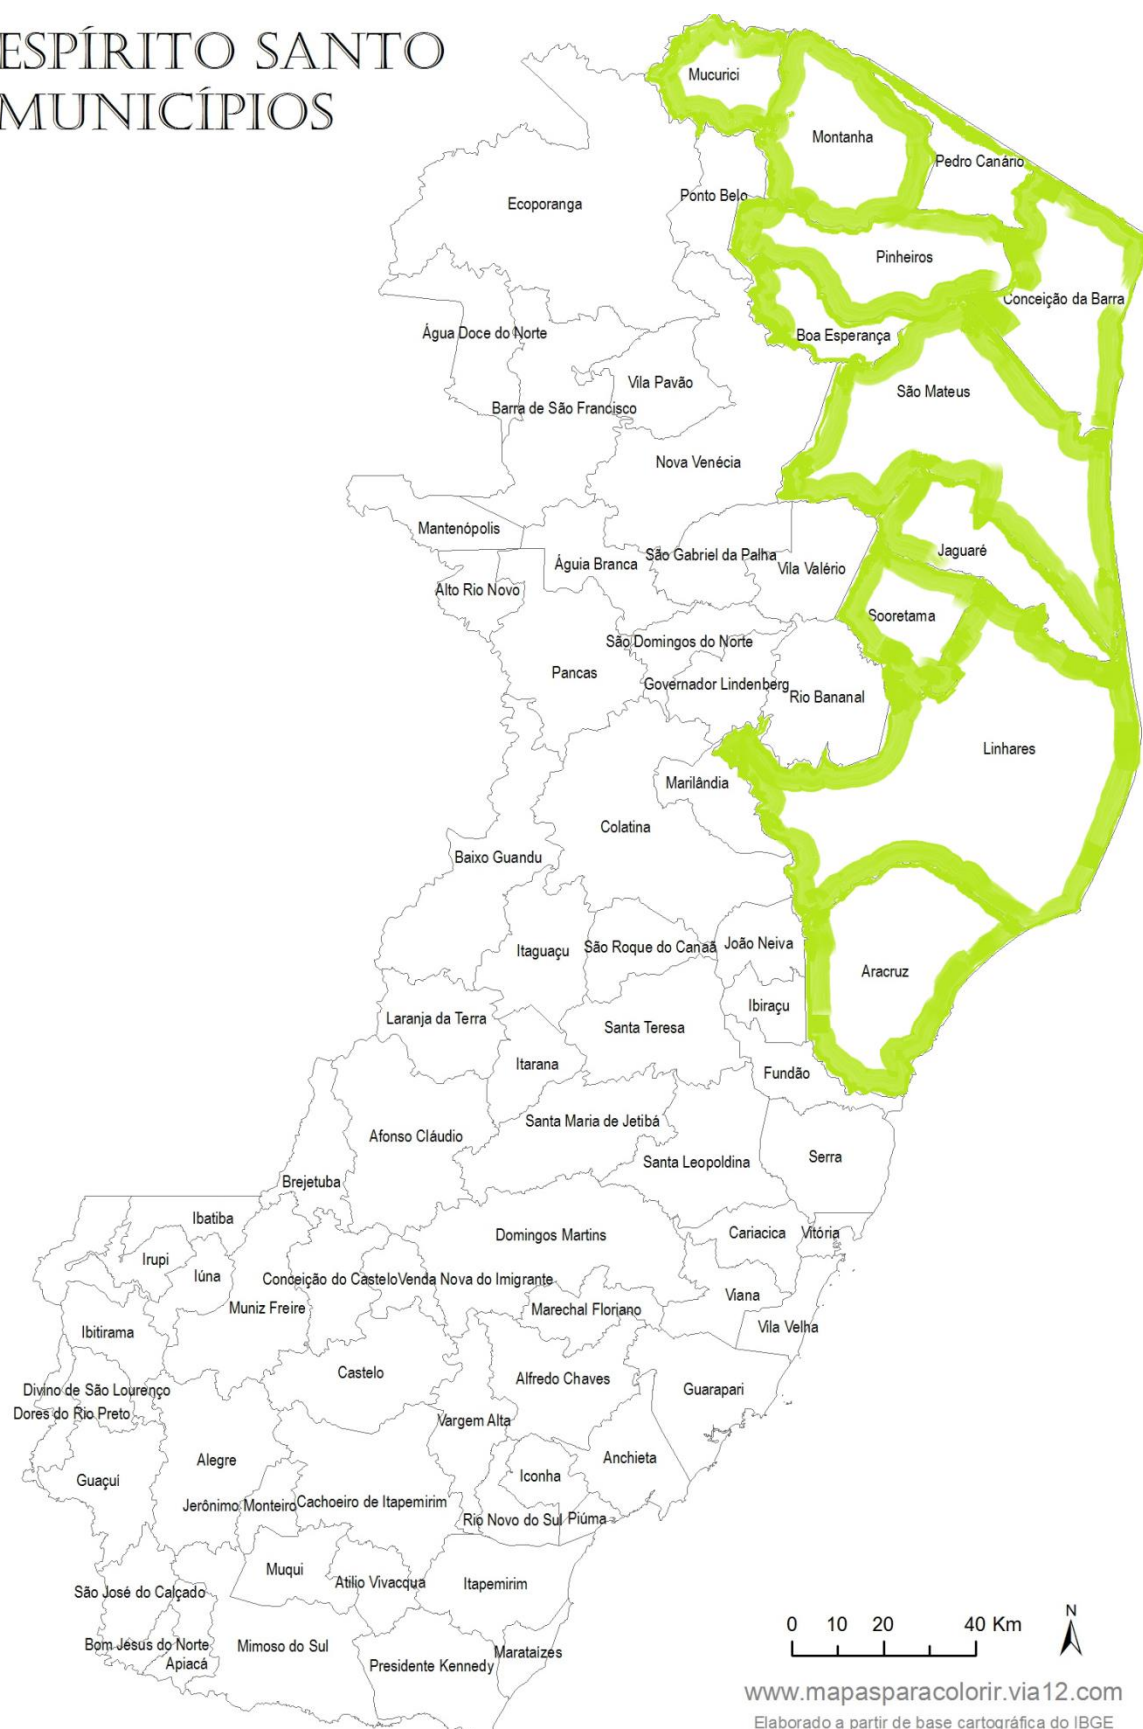 ESPÍRITO SANTO
MUNICÍPIOS
Mucurici
Montanha
Pedro Canário
Ponto Belo
Ecoporanga
Pinheiros
Conceição da Barra
Água Doce do Norte
Boa Esperança
Vila Pavão
São Mateus
Barra de São Francisco
Nova Venécia
Mantenópolis
Jaguaré
São Gabriel da Palha
Águia Branca
Vila Valério
Alto Rio Novo
Sooretama
São Domingos do Norte
Pancas
Governador Lindenberg
Rio Bananal
Linhares
Marilândia
Colatina
Baixo Guandu
João Neiva
São Roque do Canaã
Itaguaçu
Aracruz
Ibiraçu
Laranja da Terra
Santa Teresa
Itarana
Fundão
Santa Maria de Jetibá
Afonso Cláudio
Serra
Santa Leopoldina
Brejetuba
Ibatiba
Domingos Martins
Cariacica
Vitória
Irupi
Iúna
Conceição do Castelo
Venda Nova do Imigrante
Viana
Muniz Freire
Marechal Floriano
Vila Velha
Ibitirama
Castelo
Alfredo Chaves
Guarapari
Divino de São Lourenço
Dores do Rio Preto
Vargem Alta
Alegre
Anchieta
Guaçuí
Iconha
Jerônimo Monteiro
Cachoeiro de Itapemirim
Rio Novo do Sul
Piúma
Muqui
Atilio Vivacqua
Itapemirim
São José do Calçado
Bom Jesus do Norte
Mimoso do Sul
Marataízes
Apiacá
Presidente Kennedy
N
0 10 20 40 Km
www.mapasparacolorir.via12.com
Elaborado a partir de base cartográfica do IBGE